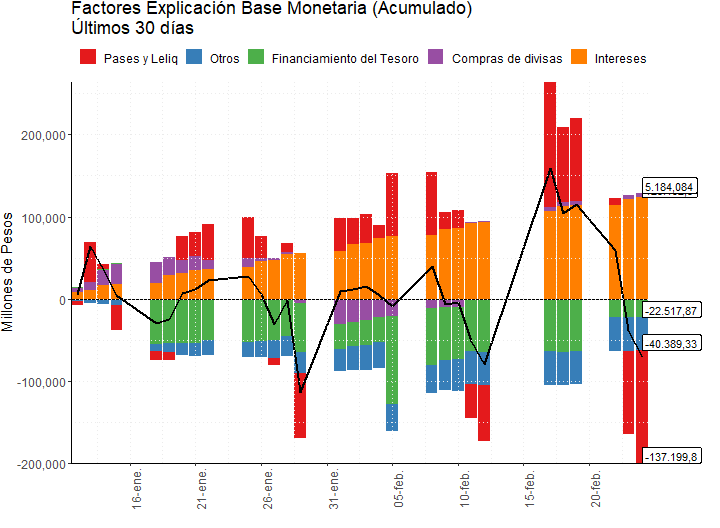 Factores Explicación Base Monetaria (Acumulado)
Últimos 30 días
Pases y Leliq
Otros
Financiamiento del Tesoro
Compras de divisas
Intereses
Millones de Pesos
200,000
100,000
0
-100,000
-200,000
5.184,084
-22.517,87
-40.389,33
-137.199,8
16-ene.
21-ene.
26-ene.
31-ene.
05-feb.
10-feb.
15-feb.
20-feb.